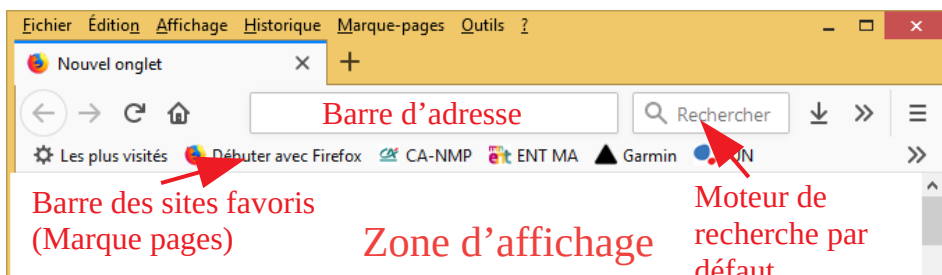 Fichier Édition Affichage Historique Marque-pages Outils ?
Nouvel onglet
Barre d'adresse
Rechercher
Les plus visités Débuter avec Firefox CA-NMP ENT MA Garmin
Barre des sites favoris
(Marque pages)
Zone d'affichage
Moteur de
recherche par
défaut